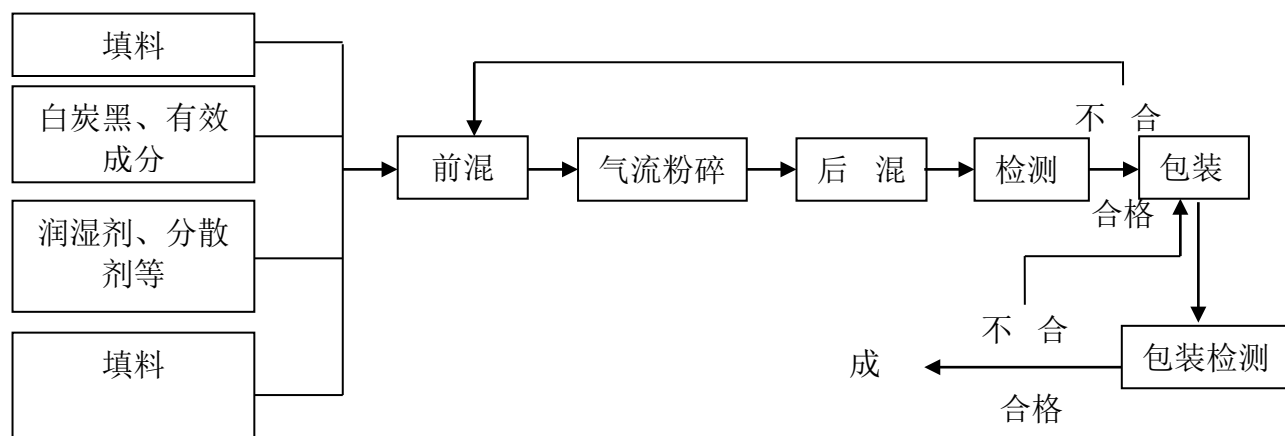 填料
白炭黑、有效
成分
润湿剂、分散
剂等
填料
前混
气流粉碎
后 混
检测
不 合
包装
合格
不 合
包装检测
成
合格